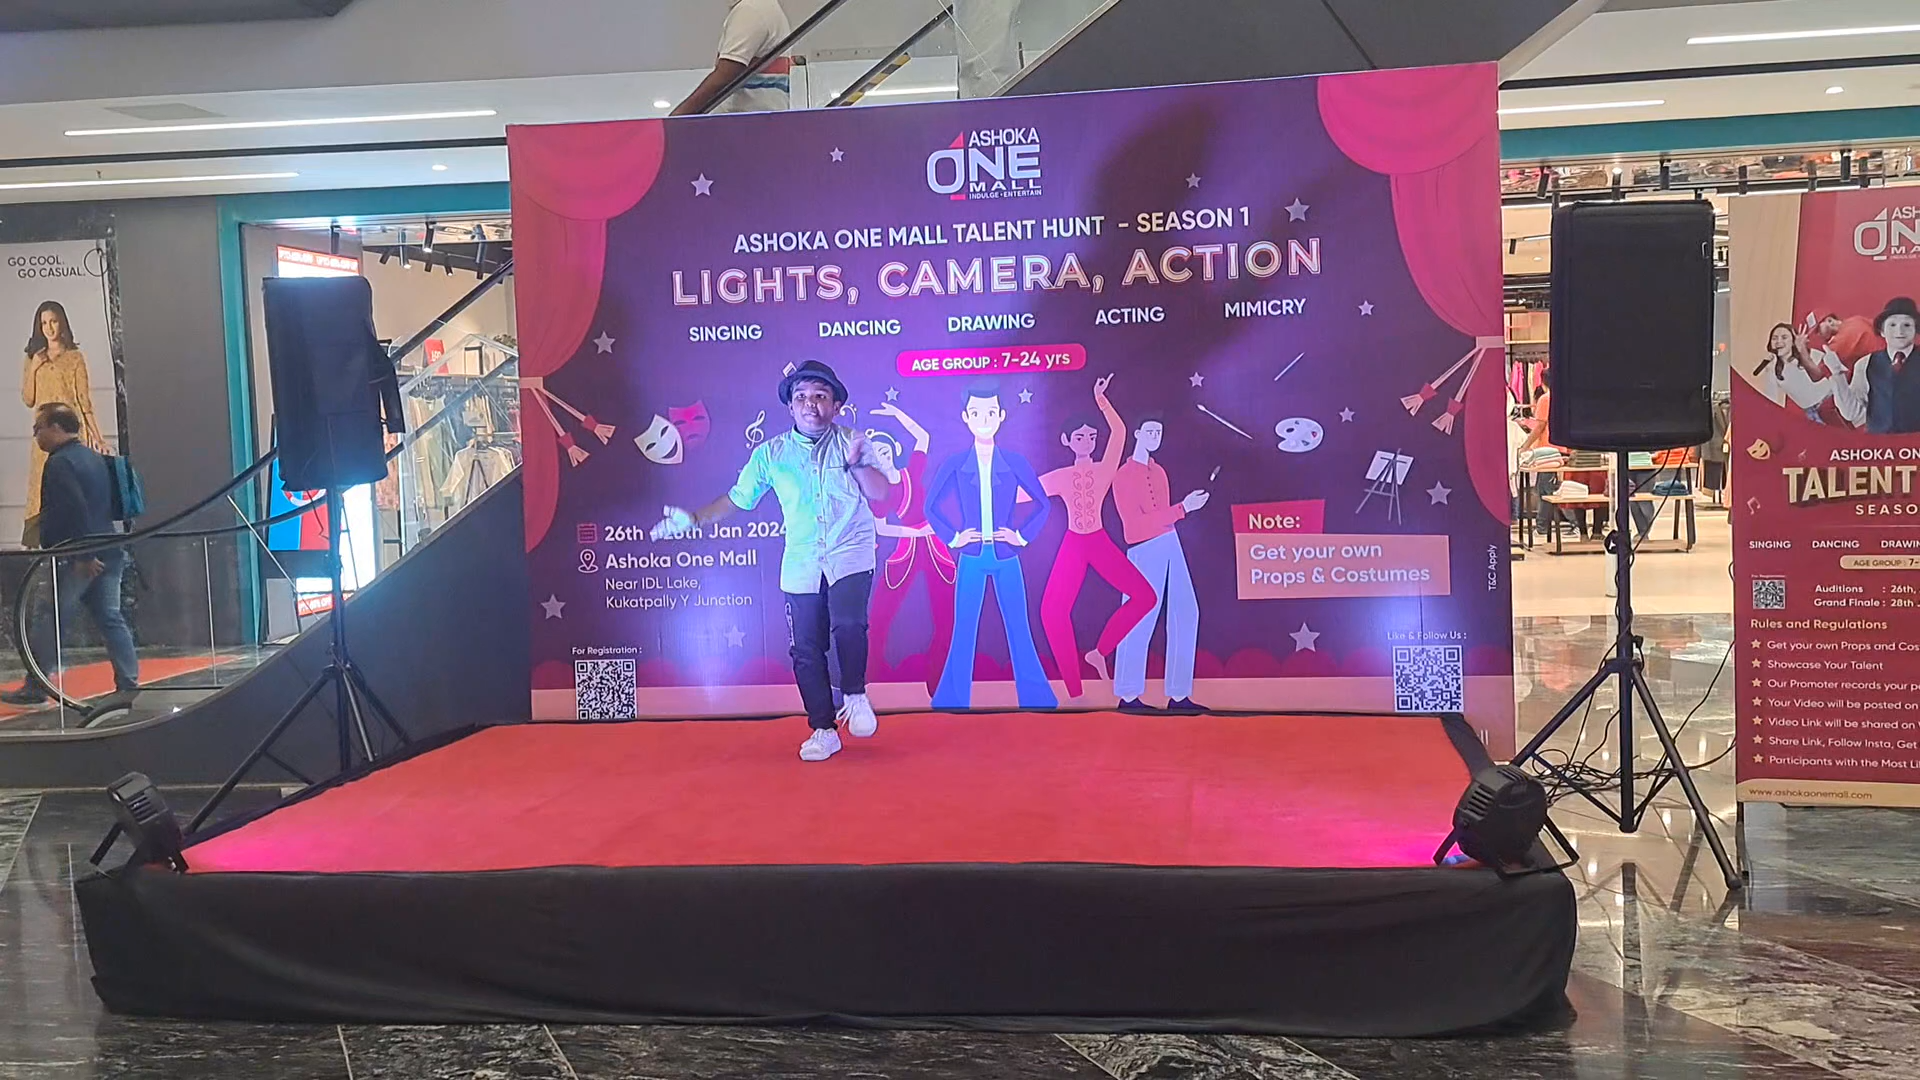 GO COOL.
GO CASUAL.
ASHOKA
ONE
MALL
INDULGE • ENTERTAIN
ASHOKA ONE MALL TALENT HUNT - SEASON 1
LIGHTS, CAMERA, ACTION
SINGING DANCING DRAWING ACTING MIMICRY
AGE GROUP : 7-24 yrs
26th Jan 2024
Ashoka One Mall
Near IDL Lake,
Kukatpally Y Junction
Note:
Get your own
Props & Costumes
T&C Apply
For Registration :
Like & Follow Us :
ASHOKA ON
TALENT
SEASO
SINGING DANCING DRAWIN
AGE GROUP : 7-
Auditions : 26th,
Grand Finale : 28th
Rules and Regulations
Get your own Props and Cos
Showcase Your Talent
Our Promoter records your p
Your Video will be posted on
Video Link will be shared on
Share Link, Follow Insta, Get
Participants with the Most Li
www.ashokaonemall.com